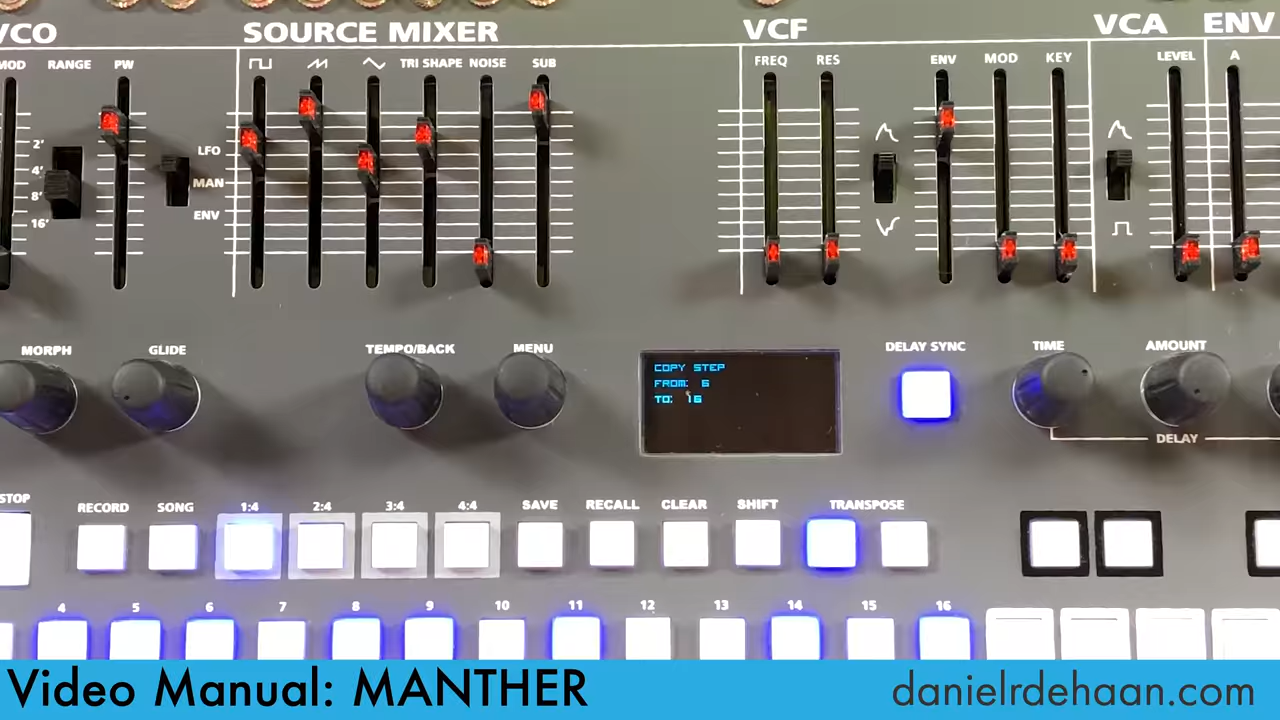 VCO SOURCE MIXER VCF VCA ENV
MOD RANGE PW TRI SHAPE NOISE SUB FREQ RES ENV MOD KEY LEVEL A
2'
4'
8'
16'
LFO
MAN
ENV
MORPH GLIDE TEMPO/BACK MENU DELAY SYNC TIME AMOUNT
COPY STEP
FROM: 6
TO: 16
DELAY
STOP RECORD SONG 1:4 2:4 3:4 4:4 SAVE RECALL CLEAR SHIFT TRANSPOSE
4 5 6 7 8 9 10 11 12 13 14 15 16
Video Manual: MANTHER danielrdehaan.com